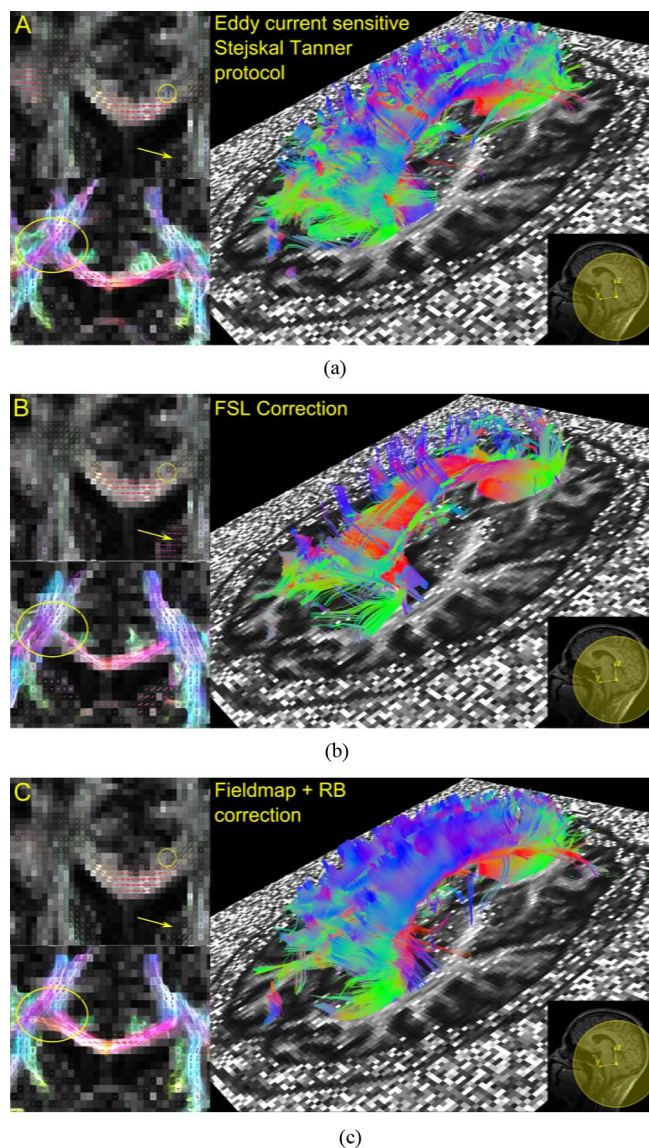 A
Eddy current sensitive
Stejskal Tanner
protocol
(a)
B
FSL Correction
(b)
C
Fieldmap + RB
correction
(c)